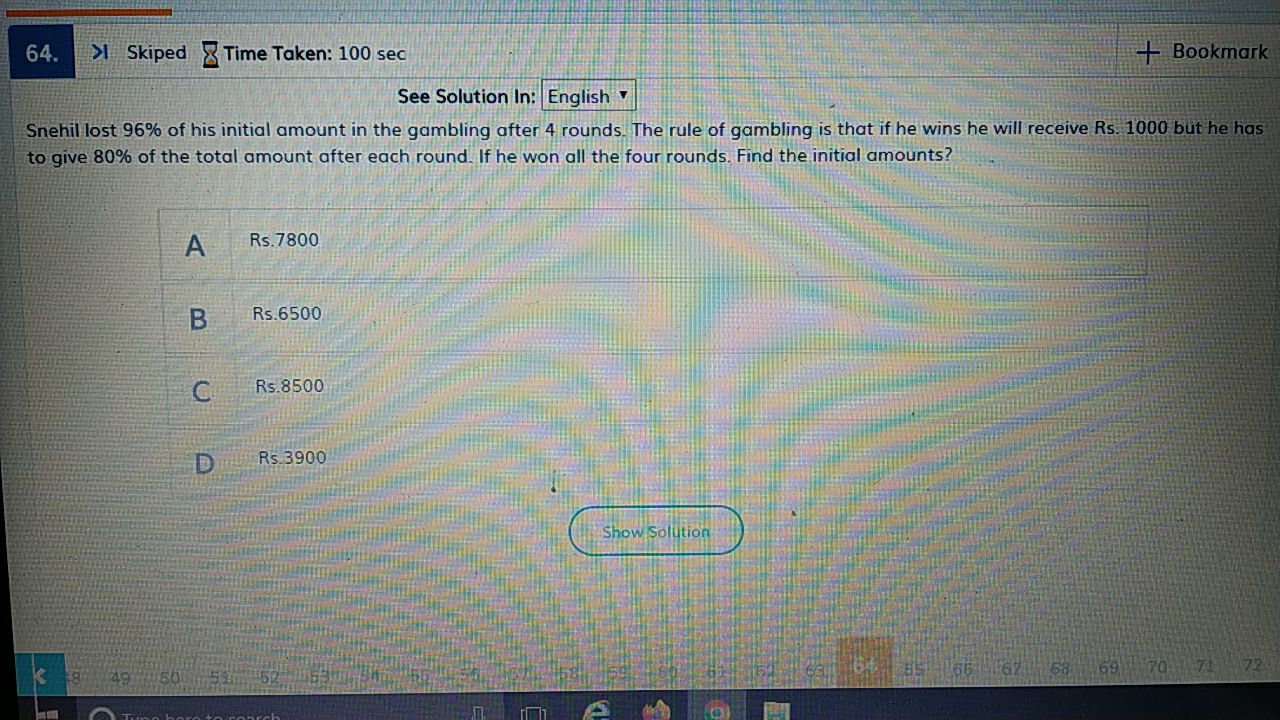 64. Skiped Time Taken: 100 sec Bookmark
See Solution In: English
Snehil lost 96% of his initial amount in the gambling after 4 rounds. The rule of gambling is that if he wins he will receive Rs. 1000 but he has
to give 80% of the total amount after each round. If he won all the four rounds. Find the initial amounts?
A Rs.7800
B Rs.6500
C Rs.8500
D Rs.3900
Show Solution
49 50 51 52 53 54 55 57 58 59 60 61 62 63 64 65 66 67 68 69 70 71 72
Type here to search